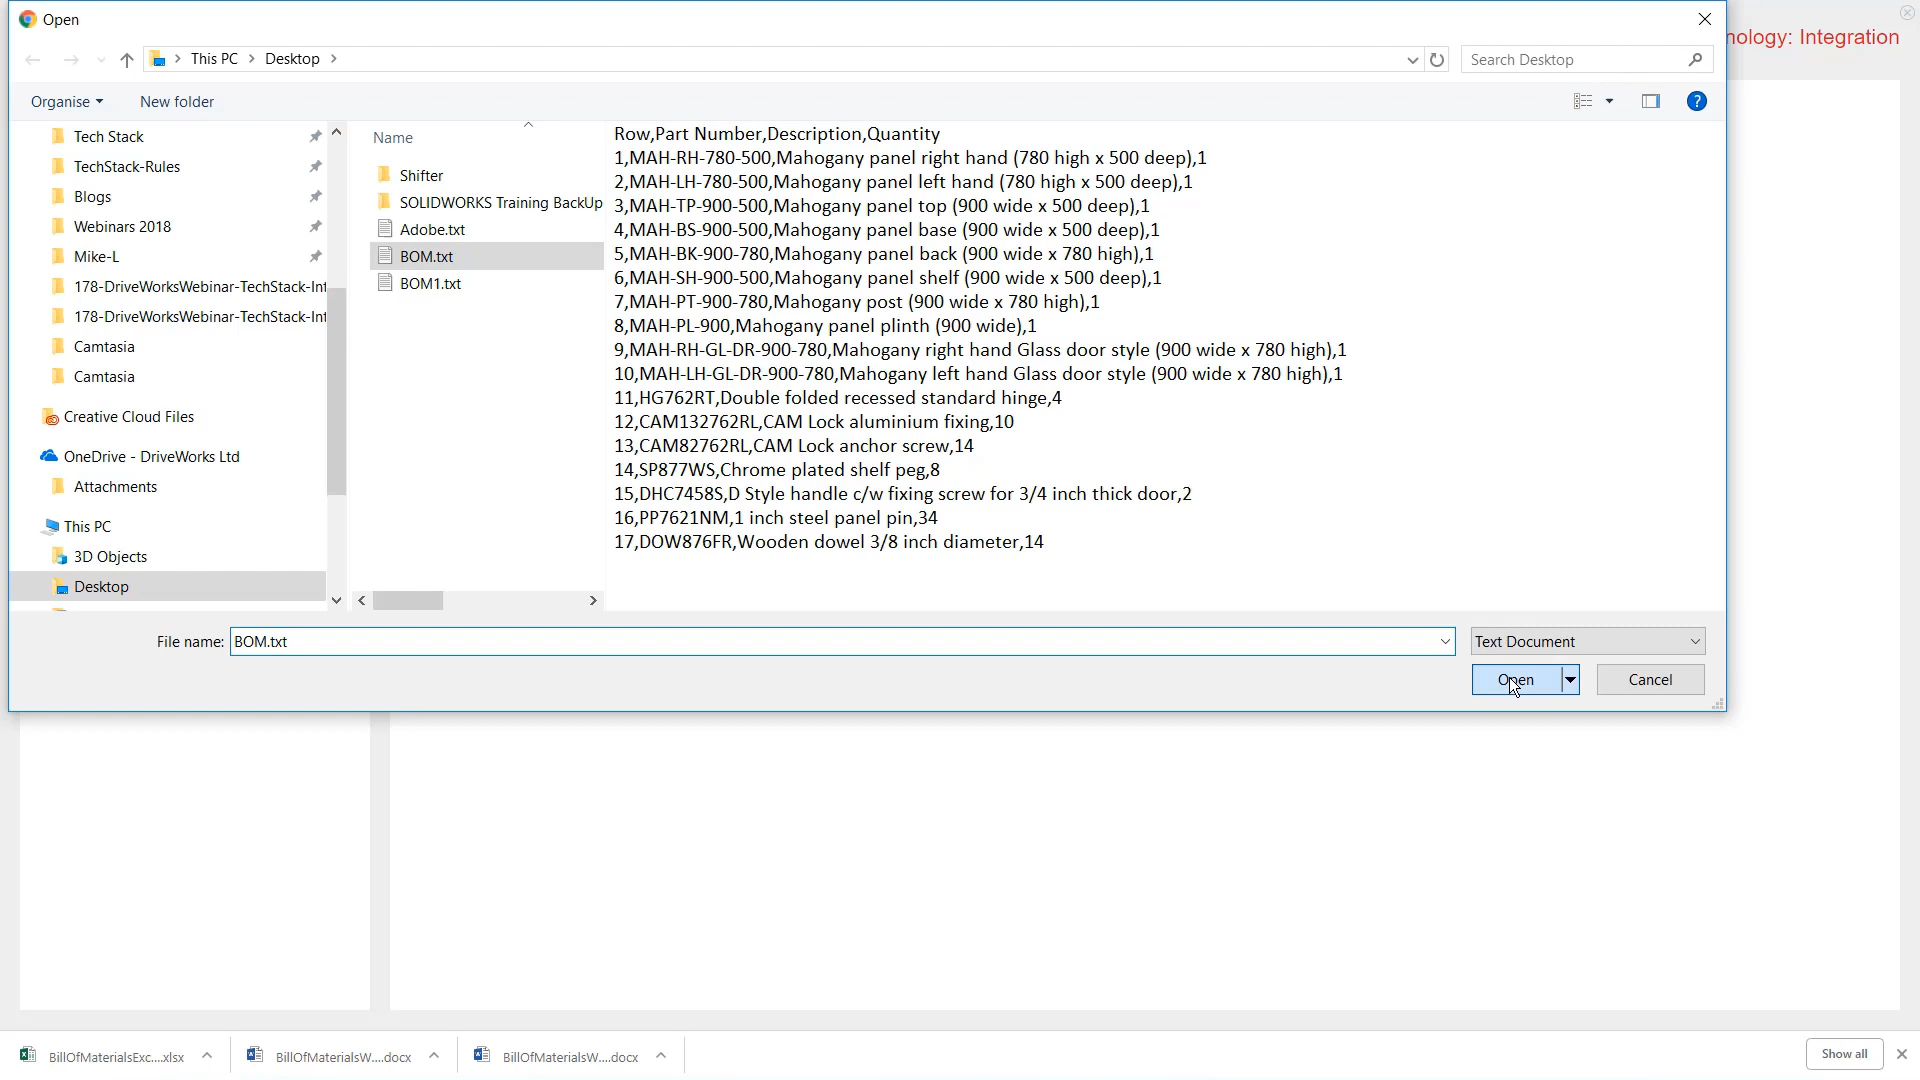 Open
nology: Integration
This PC
Desktop
Search Desktop
Organise
New folder
?
Tech Stack
TechStack-Rules
Blogs
Webinars 2018
Mike-L
178-DriveWorksWebinar-TechStack-Int
178-DriveWorksWebinar-TechStack-Int
Camtasia
Camtasia
Creative Cloud Files
OneDrive - DriveWorks Ltd
Attachments
This PC
3D Objects
Desktop
Name
Shifter
SOLIDWORKS Training BackUp
Adobe.txt
BOM.txt
BOM1.txt
Row,Part Number,Description,Quantity
1,MAH-RH-780-500,Mahogany panel right hand (780 high x 500 deep),1
2,MAH-LH-780-500,Mahogany panel left hand (780 high x 500 deep),1
3,MAH-TP-900-500,Mahogany panel top (900 wide x 500 deep),1
4,MAH-BS-900-500,Mahogany panel base (900 wide x 500 deep),1
5,MAH-BK-900-780,Mahogany panel back (900 wide x 780 high),1
6,MAH-SH-900-500,Mahogany panel shelf (900 wide x 500 deep),1
7,MAH-PT-900-780,Mahogany post (900 wide x 780 high),1
8,MAH-PL-900,Mahogany panel plinth (900 wide),1
9,MAH-RH-GL-DR-900-780,Mahogany right hand Glass door style (900 wide x 780 high),1
10,MAH-LH-GL-DR-900-780,Mahogany left hand Glass door style (900 wide x 780 high),1
11,HG762RT,Double folded recessed standard hinge,4
12,CAM132762RL,CAM Lock aluminium fixing,10
13,CAM82762RL,CAM Lock anchor screw,14
14,SP877WS,Chrome plated shelf peg,8
15,DHC7458S,D Style handle c/w fixing screw for 3/4 inch thick door,2
16,PP7621NM,1 inch steel panel pin,34
17,DOW876FR,Wooden dowel 3/8 inch diameter,14
File name:
BOM.txt
Text Document
Open
Cancel
BillOfMaterialsExc....xlsx
BillOfMaterialsW....docx
BillOfMaterialsW....docx
Show all